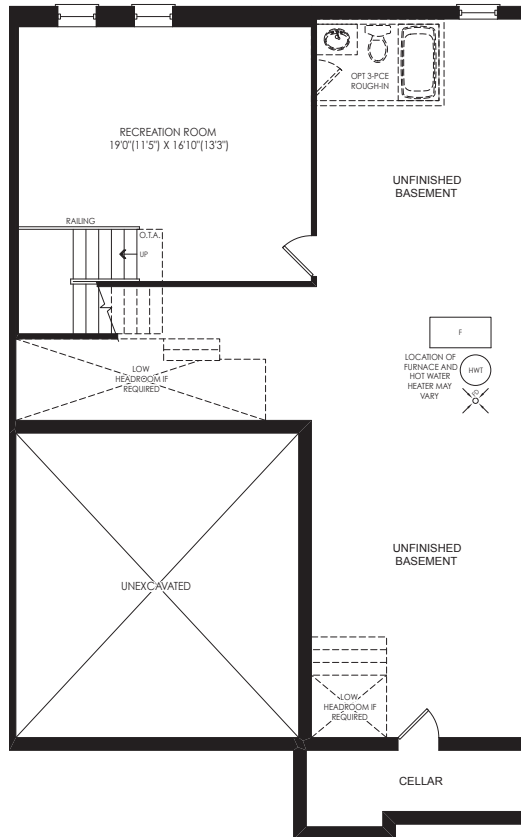 OPT 3-PCE
ROUGH-IN
RECREATION ROOM
19'0"(11'5") X 16'10"(13'3")
UNFINISHED
BASEMENT
RAILING
O.T.A.
UP
F
LOCATION OF
FURNACE AND
HOT WATER
HEATER MAY
VARY
HWT
FD
LOW
HEADROOM IF
REQUIRED
UNEXCAVATED
UNFINISHED
BASEMENT
LOW
HEADROOM IF
REQUIRED
CELLAR